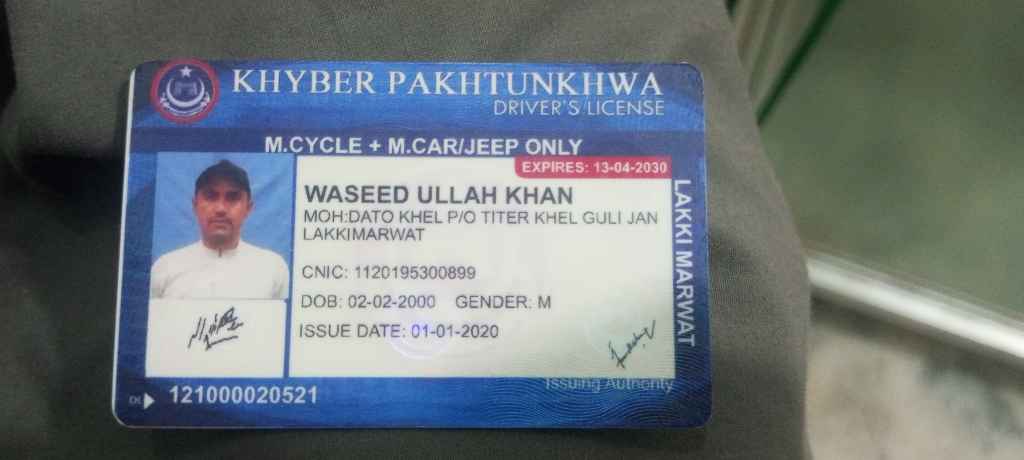 KHYBER PAKHTUNKHWA
DRIVER'S LICENSE
M.CYCLE + M.CAR/JEEP ONLY
EXPIRES: 13-04-2030
WASEED ULLAH KHAN
MOH:DATO KHEL P/O TITER KHEL GULI JAN
LAKKIMARWAT
CNIC: 1120195300899
DOB: 02-02-2000 GENDER: M
ISSUE DATE: 01-01-2020
LAKKI MARWAT
Issuing Authority
DL 121000020521